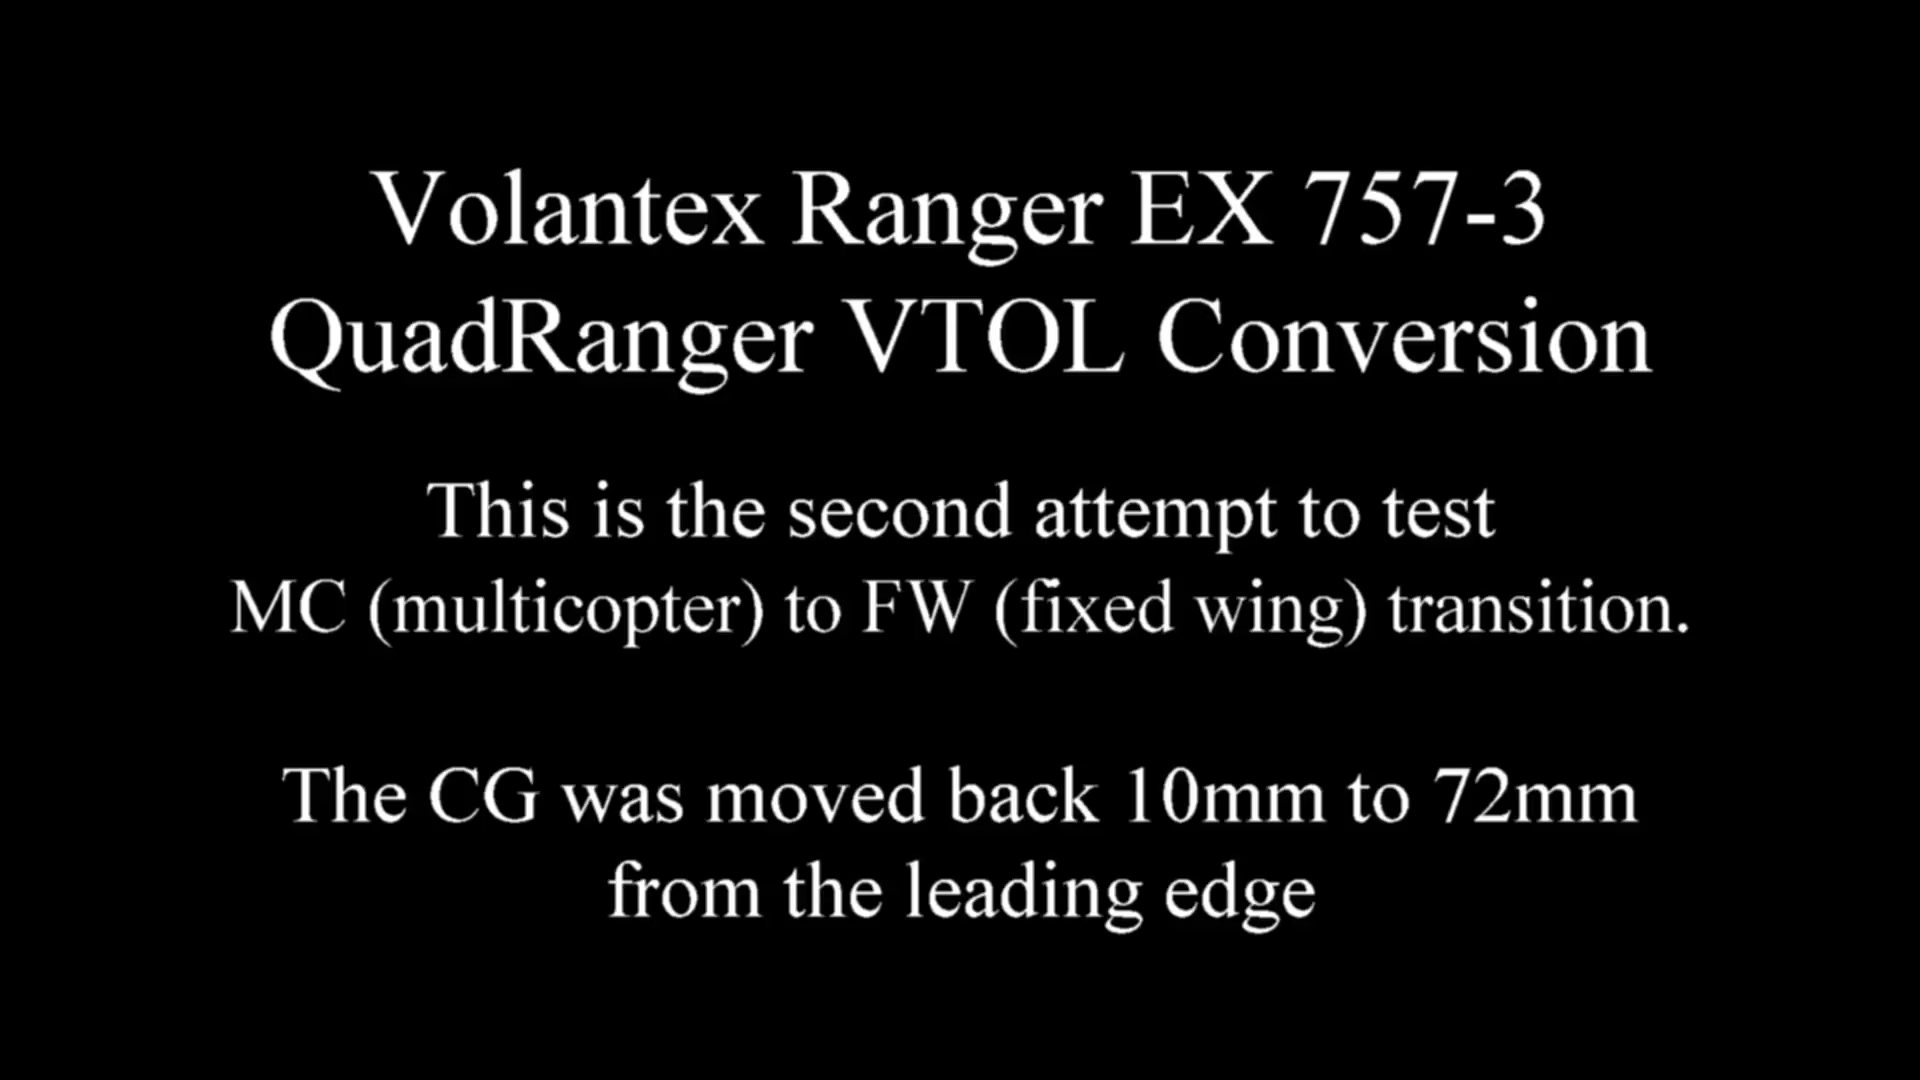 Volantex Ranger EX 757-3
QuadRanger VTOL Conversion
This is the second attempt to test
MC (multicopter) to FW (fixed wing) transition.
The CG was moved back 10mm to 72mm
from the leading edge